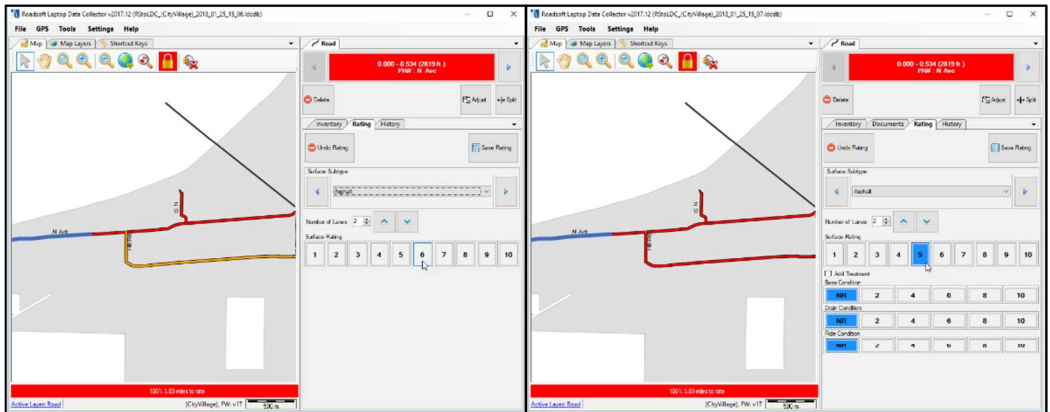 Roadsoft Laptop Data Collector v2017.12 (RStoLDC_(CityVillage)_2018_01_25_15_06.ldcdb)
File GPS Tools Settings Help
Map Map Layers Shortcut Keys
Road
0.000 - 0.534 (2819 ft.)
N Ave
Delete Adjust Split
Inventory Rating History
Undo Rating Save Rating
Surface Subtype
Asphalt
Number of Lanes 2
Surface Rating
1 2 3 4 5 6 7 8 9 10
N Ave
100% 3.89 miles to rate
Active Layer: Road (CityVillage), FW: v17 500 m
Roadsoft Laptop Data Collector v2017.12 (RStoLDC_(CityVillage)_2018_01_25_15_07.ldcdb)
File GPS Tools Settings Help
Map Map Layers Shortcut Keys
Road
0.000 - 0.534 (2819 ft.)
N Ave
Delete Adjust Split
Inventory Documents Rating History
Undo Rating Save Rating
Surface Subtype
Asphalt
Number of Lanes 2
Surface Rating
1 2 3 4 5 6 7 8 9 10
Add Treatment
Base Condition
NR 2 4 6 8 10
Drain Condition
NR 2 4 6 8 10
Ride Condition
NR 2 4 6 8 10
N Ave
100% 3.89 miles to rate
Active Layer: Road (CityVillage), FW: v17 500 m